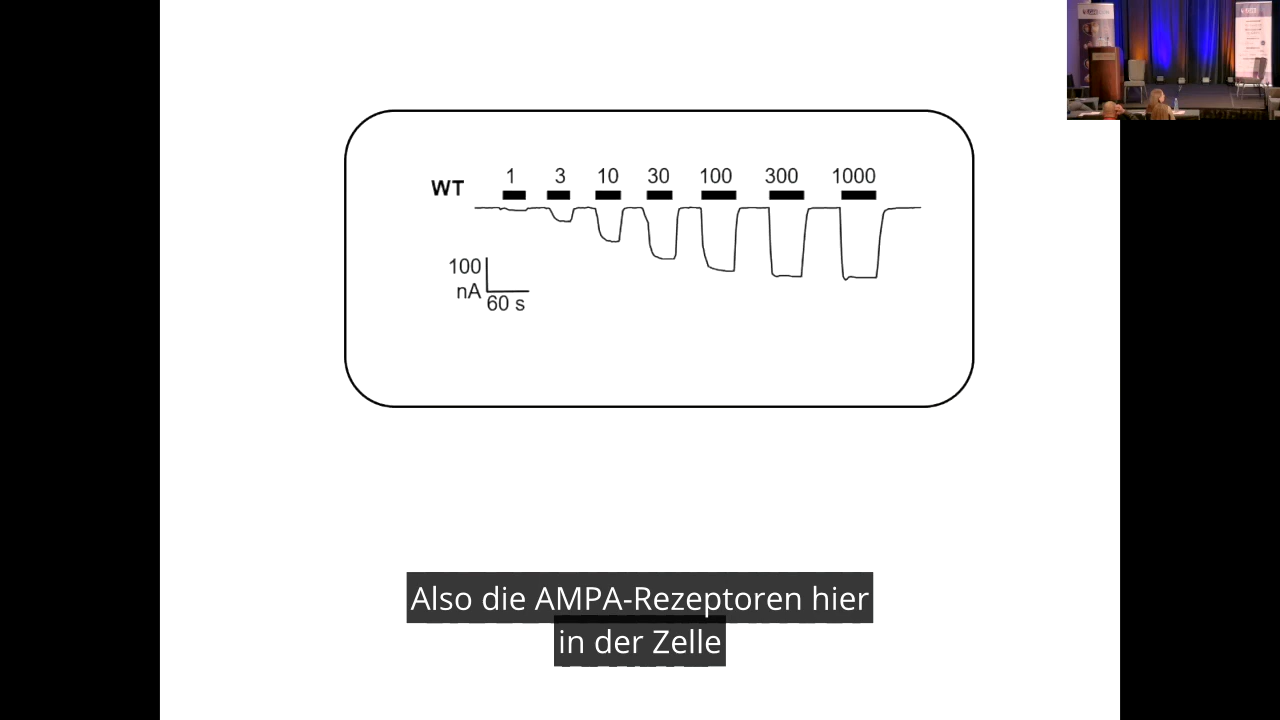 WT 1 3 10 30 100 300 1000
100
nA
60 s
Also die AMPA-Rezeptoren hier
in der Zelle